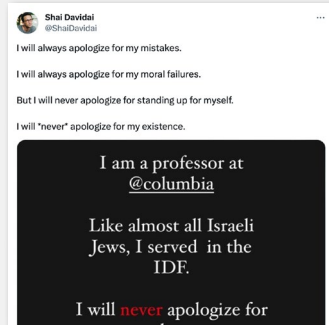 Shai Davidai
@ShaiDavidai
I will always apologize for my mistakes.
I will always apologize for my moral failures.
But I will never apologize for standing up for myself.
I will *never* apologize for my existence.
I am a professor at
@columbia
Like almost all Israeli
Jews, I served in the
IDF.
I will never apologize for